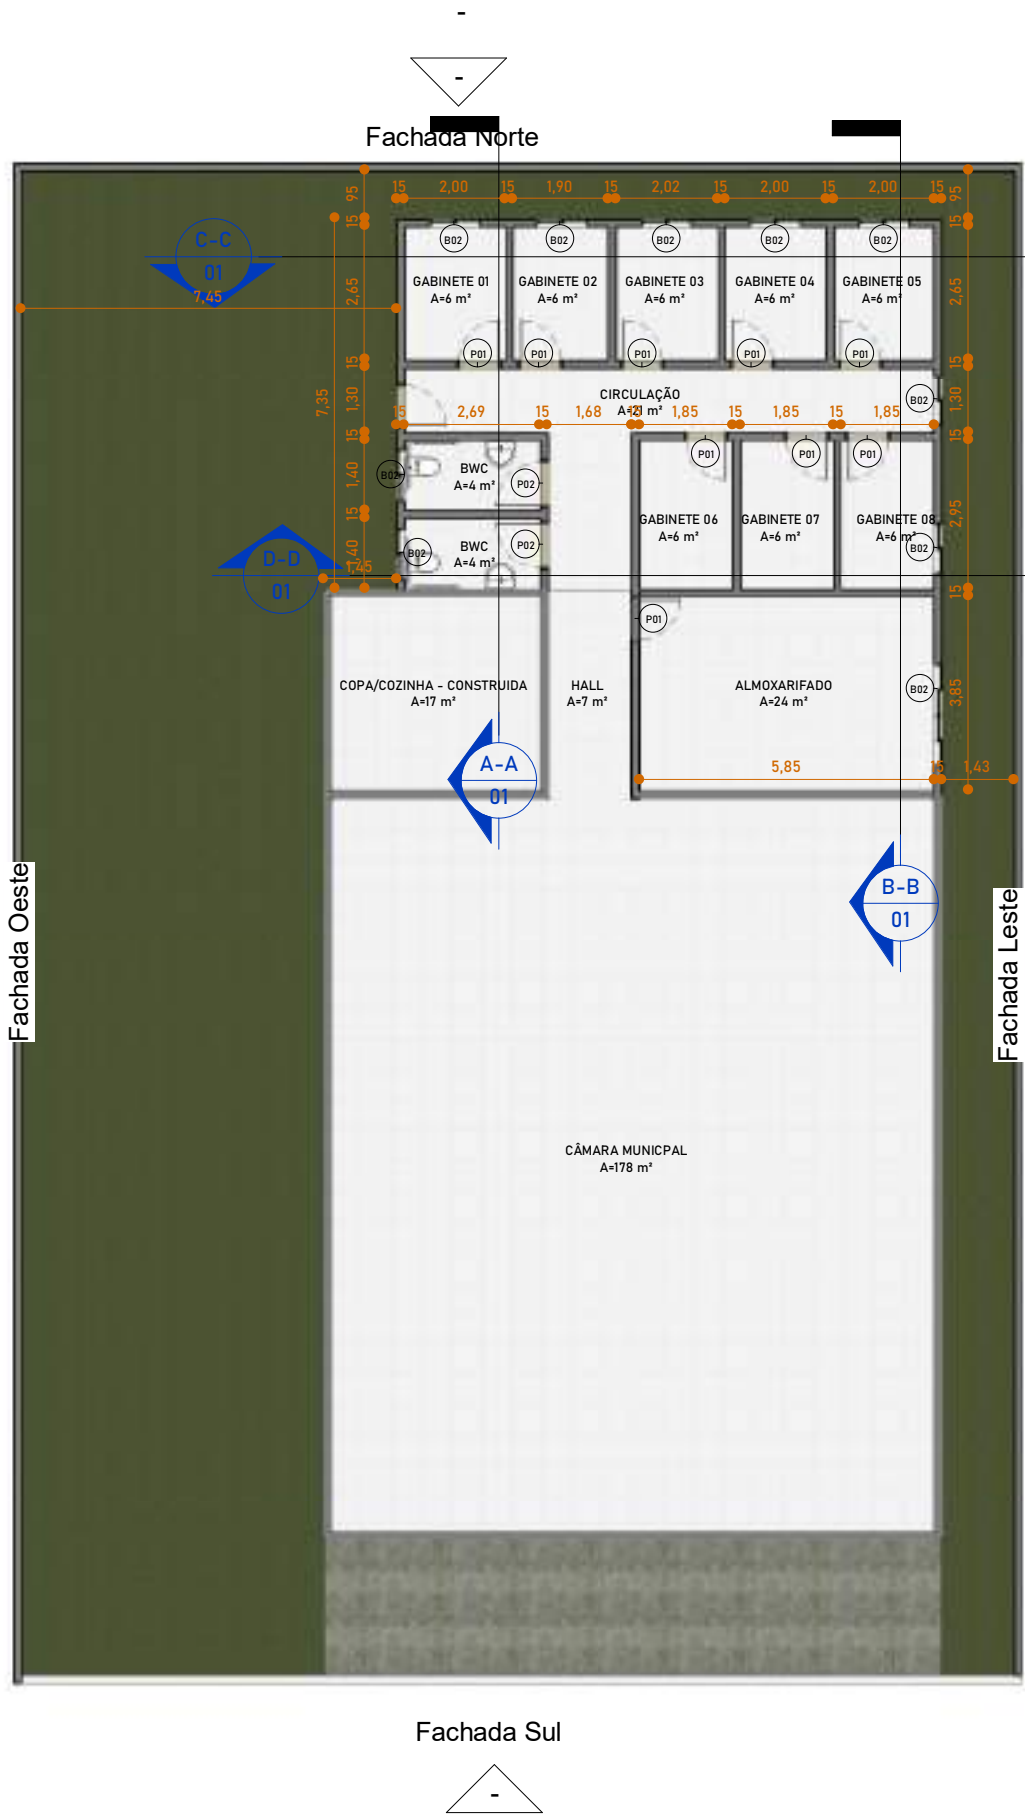 -
-
Fachada Norte
15 2,00 15 1,90 15 2,02 15 2,00 15 2,00 15
95
95
15
15
B02 B02 B02 B02 B02
C-C
01
7,45
2,65
2,65
GABINETE 01
A=6 m²
GABINETE 02
A=6 m²
GABINETE 03
A=6 m²
GABINETE 04
A=6 m²
GABINETE 05
A=6 m²
P01 P01 P01 P01 P01
15
15
7,35
1,30
1,30
CIRCULAÇÃO
A=21 m²
B02
15 2,69 15 1,68 15 1,85 15 1,85 15 1,85
15
15
P01 P01 P01
1,40
B02
BWC
A=4 m²
P02
15
2,95
GABINETE 06
A=6 m²
GABINETE 07
A=6 m²
GABINETE 08
A=6 m²
B02
1,40
B02
BWC
A=4 m²
P02
D-D
01
1,45
15
P01
COPA/COZINHA - CONSTRUIDA
A=17 m²
HALL
A=7 m²
ALMOXARIFADO
A=24 m²
B02
3,85
A-A
01
5,85 15 1,43
Fachada Oeste
B-B
01
Fachada Leste
CÂMARA MUNICPAL
A=178 m²
Fachada Sul
-